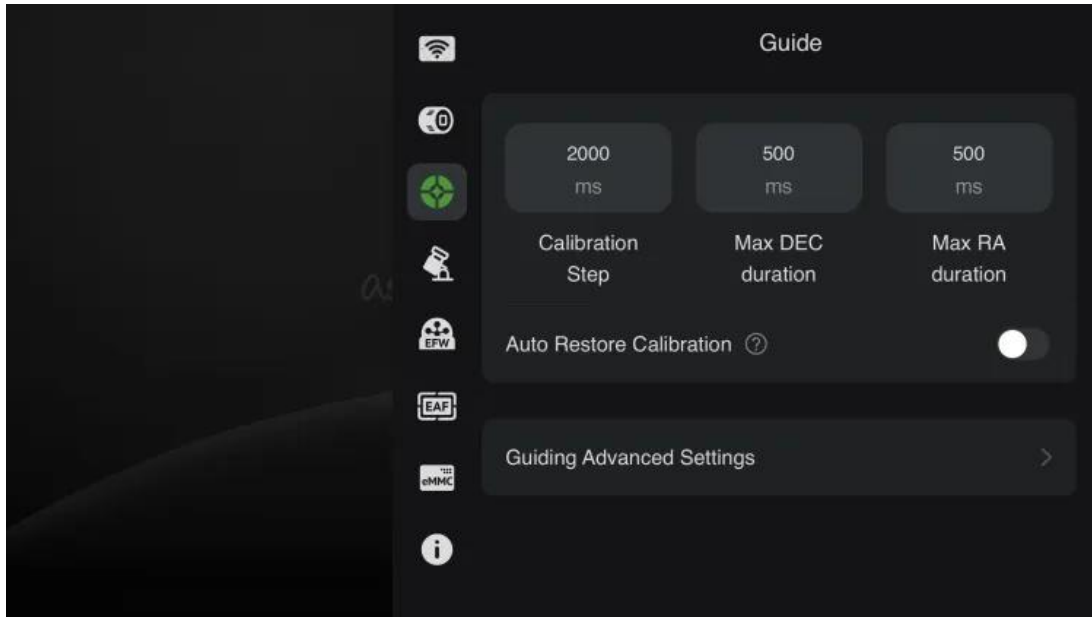 Guide
2000
ms
500
ms
500
ms
Calibration
Step
Max DEC
duration
Max RA
duration
Auto Restore Calibration ?
EFW
EAF
Guiding Advanced Settings
eMMC
i